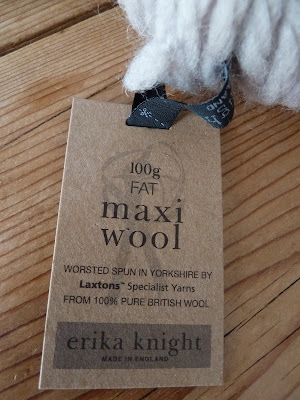 100g
FAT
maxi
wool
WORSTED SPUN IN YORKSHIRE BY
Laxtons™ Specialist Yarns
FROM 100% PURE BRITISH WOOL
erika knight
MADE IN ENGLAND